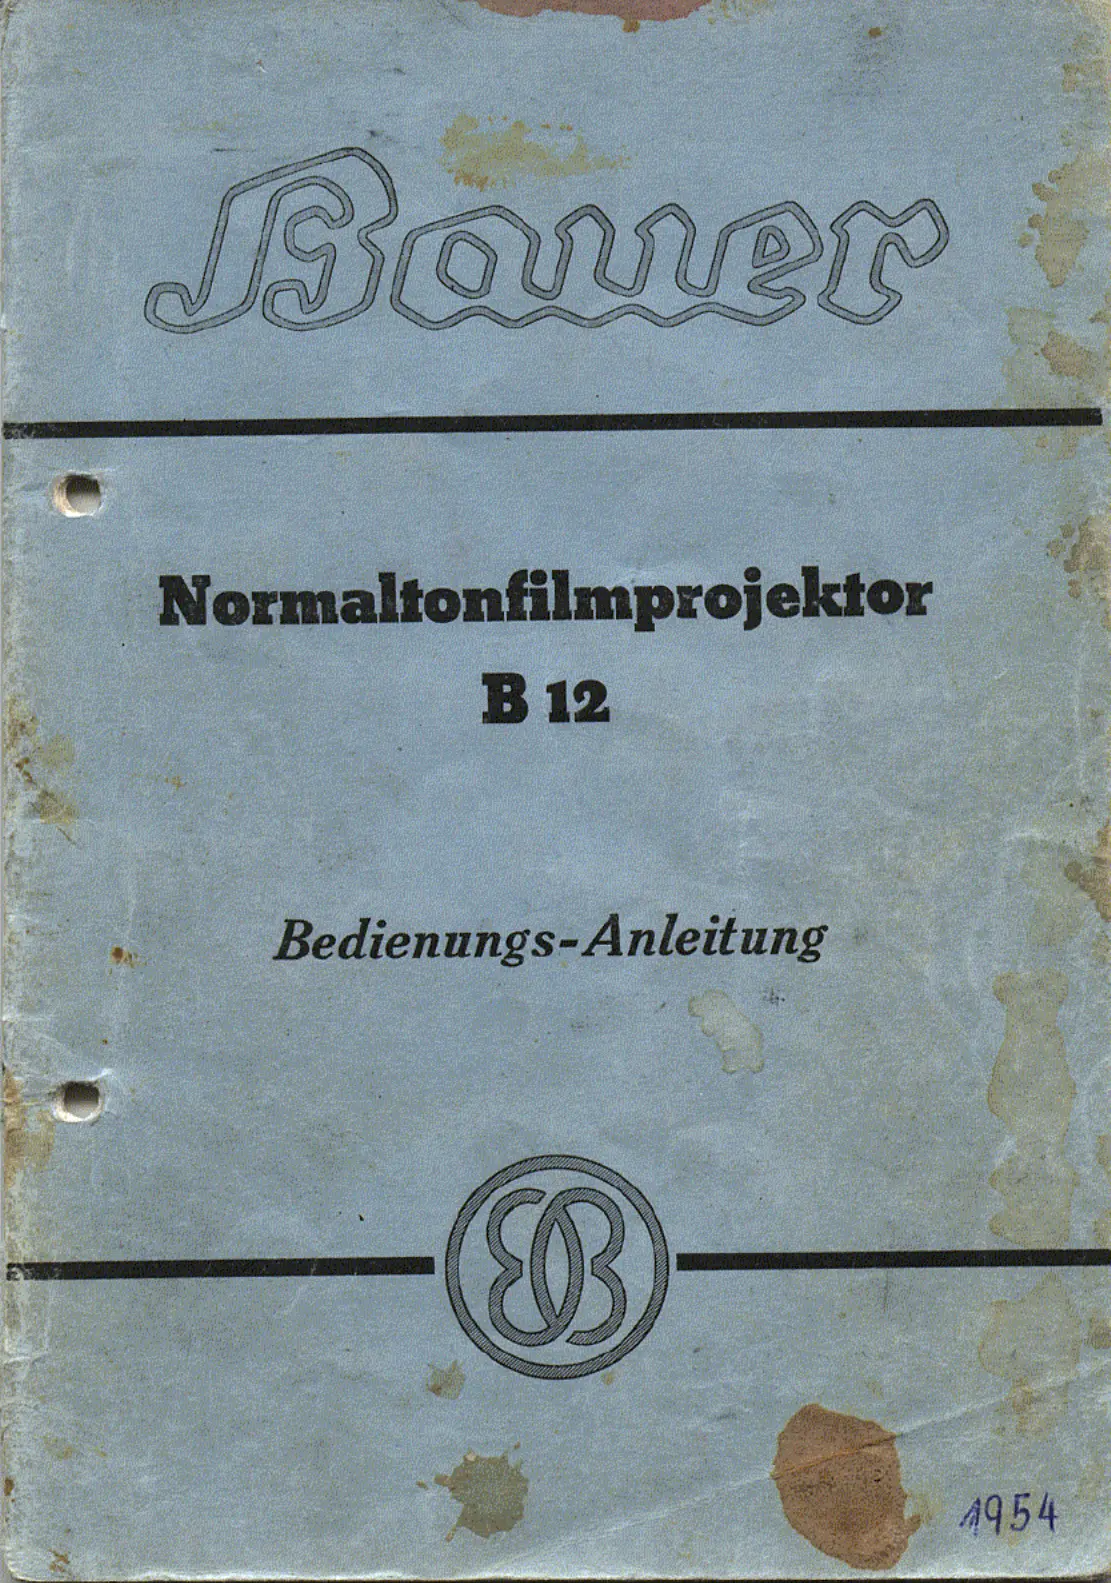 Bauer
Normaltonfilmprojektor
B 12
Bedienungs-Anleitung
1954